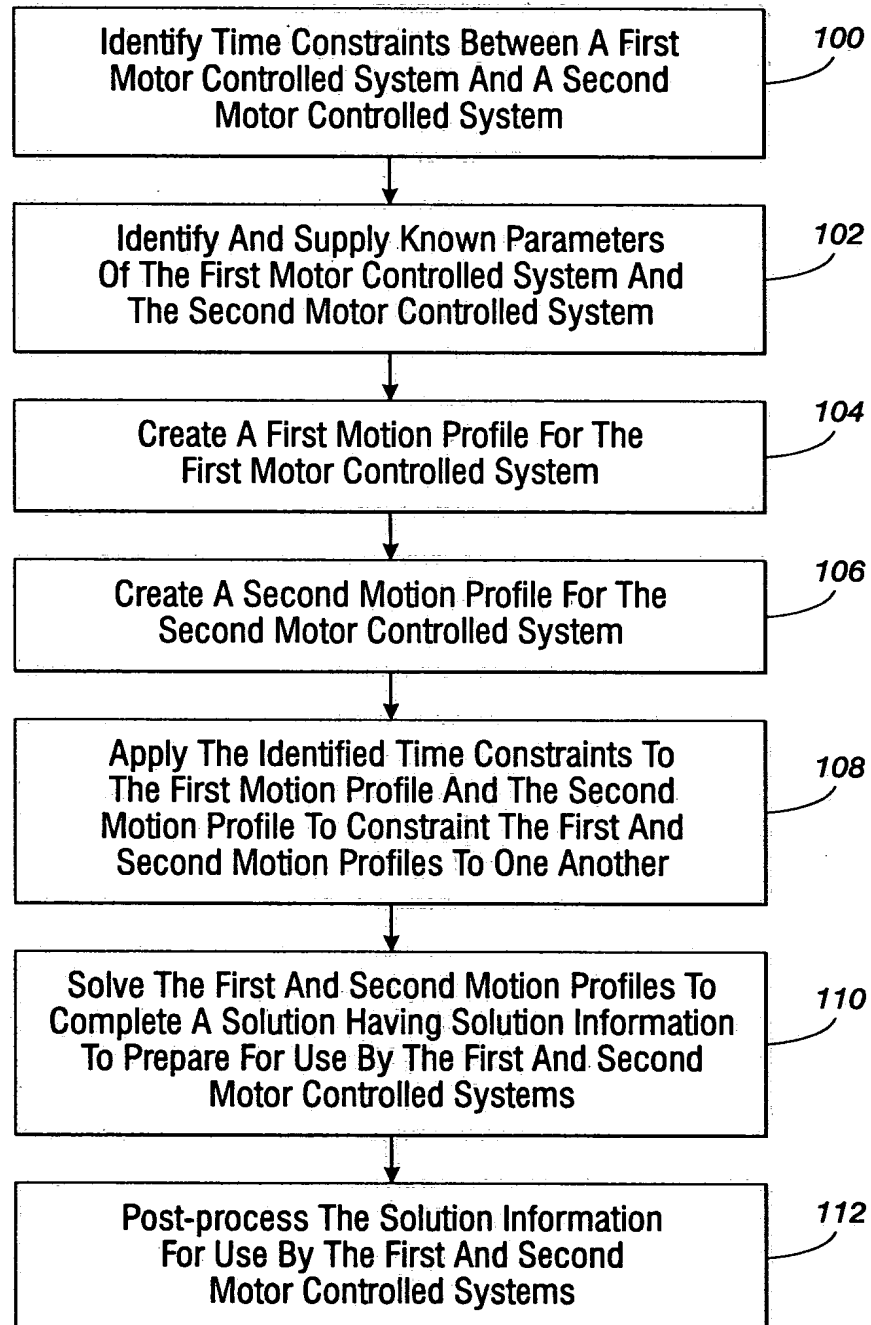 Identify Time Constraints Between A First
Motor Controlled System And A Second
Motor Controlled System
100
Identify And Supply Known Parameters
Of The First Motor Controlled System And
The Second Motor Controlled System
102
Create A First Motion Profile For The
First Motor Controlled System
104
Create A Second Motion Profile For The
Second Motor Controlled System
106
Apply The Identified Time Constraints To
The First Motion Profile And The Second
Motion Profile To Constraint The First And
Second Motion Profiles To One Another
108
Solve The First And Second Motion Profiles To
Complete A Solution Having Solution Information
To Prepare For Use By The First And Second
Motor Controlled Systems
110
Post-process The Solution Information
For Use By The First And Second
Motor Controlled Systems
112